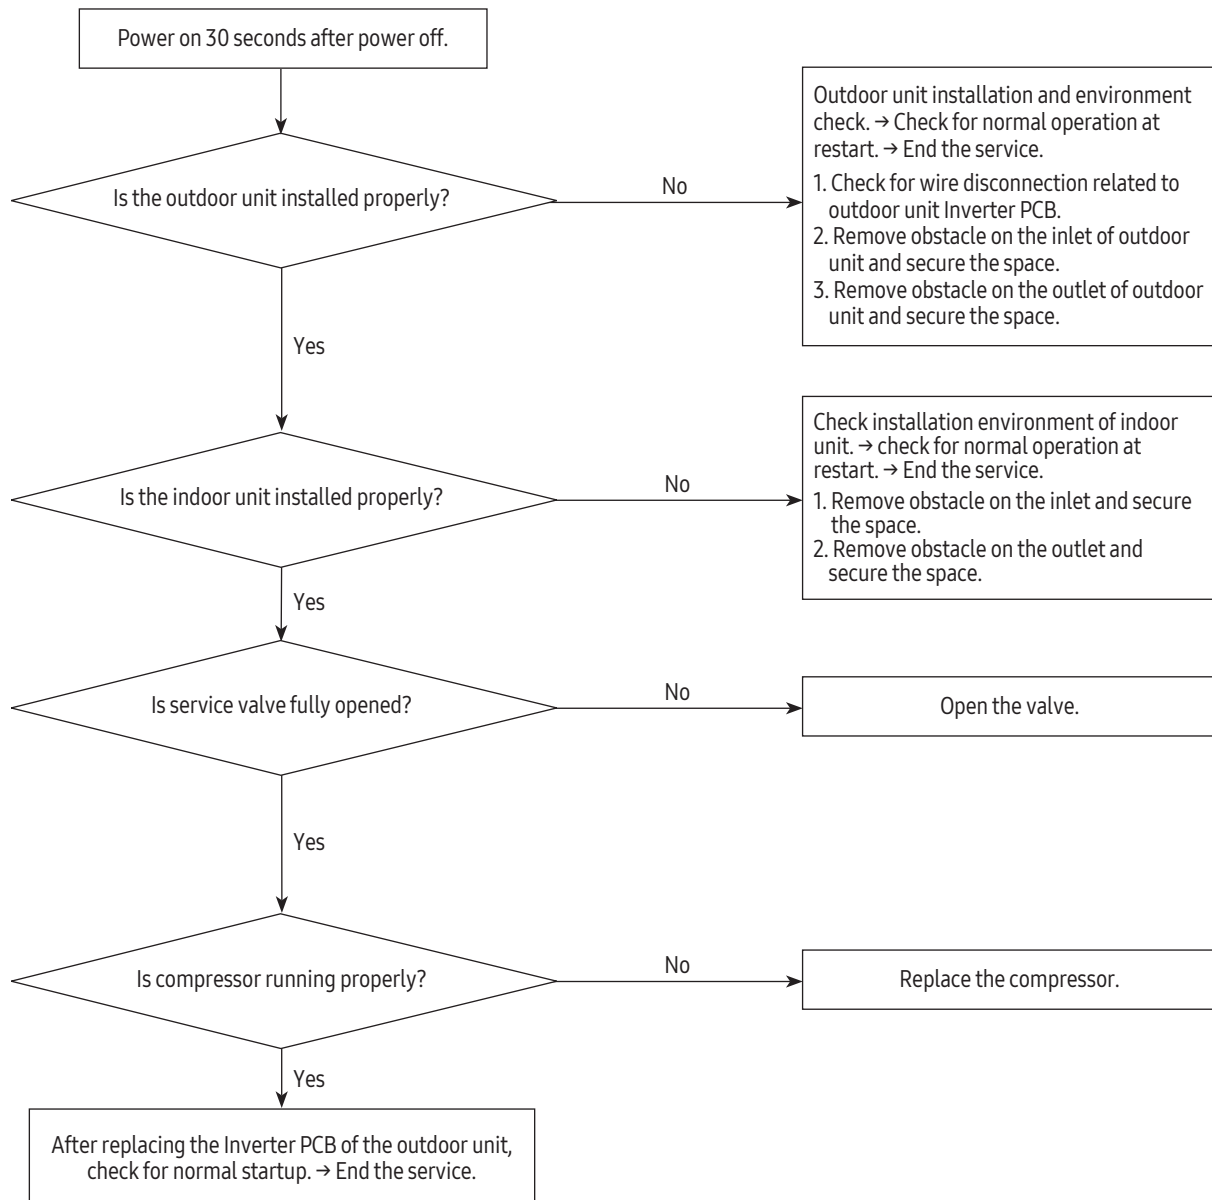 Power on 30 seconds after power off.
Is the outdoor unit installed properly?
No
Outdoor unit installation and environment
check. → Check for normal operation at
restart. → End the service.
1. Check for wire disconnection related to
outdoor unit Inverter PCB.
2. Remove obstacle on the inlet of outdoor
unit and secure the space.
3. Remove obstacle on the outlet of outdoor
unit and secure the space.
Yes
Is the indoor unit installed properly?
No
Check installation environment of indoor
unit. → check for normal operation at
restart. → End the service.
1. Remove obstacle on the inlet and secure
the space.
2. Remove obstacle on the outlet and
secure the space.
Yes
Is service valve fully opened?
No
Open the valve.
Yes
Is compressor running properly?
No
Replace the compressor.
Yes
After replacing the Inverter PCB of the outdoor unit,
check for normal startup. → End the service.